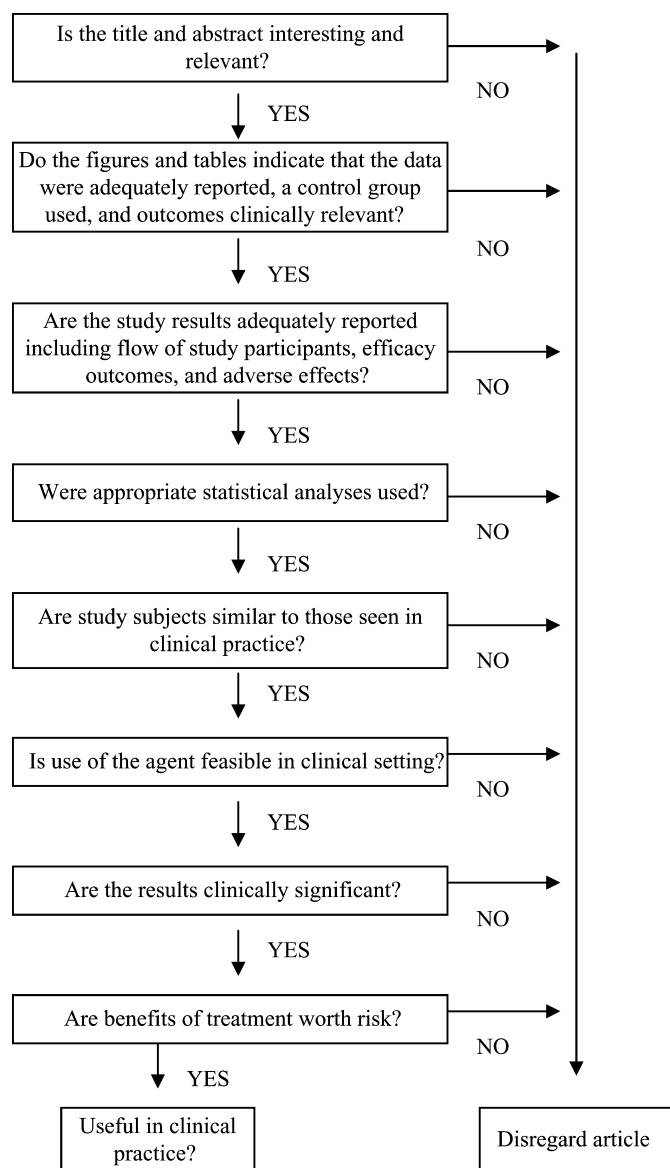 Is the title and abstract interesting and
relevant?
NO
YES
Do the figures and tables indicate that the data
were adequately reported, a control group
used, and outcomes clinically relevant?
NO
YES
Are the study results adequately reported
including flow of study participants, efficacy
outcomes, and adverse effects?
NO
YES
Were appropriate statistical analyses used?
NO
YES
Are study subjects similar to those seen in
clinical practice?
NO
YES
Is use of the agent feasible in clinical setting?
NO
YES
Are the results clinically significant?
NO
YES
Are benefits of treatment worth risk?
NO
YES
Useful in clinical
practice?
Disregard article